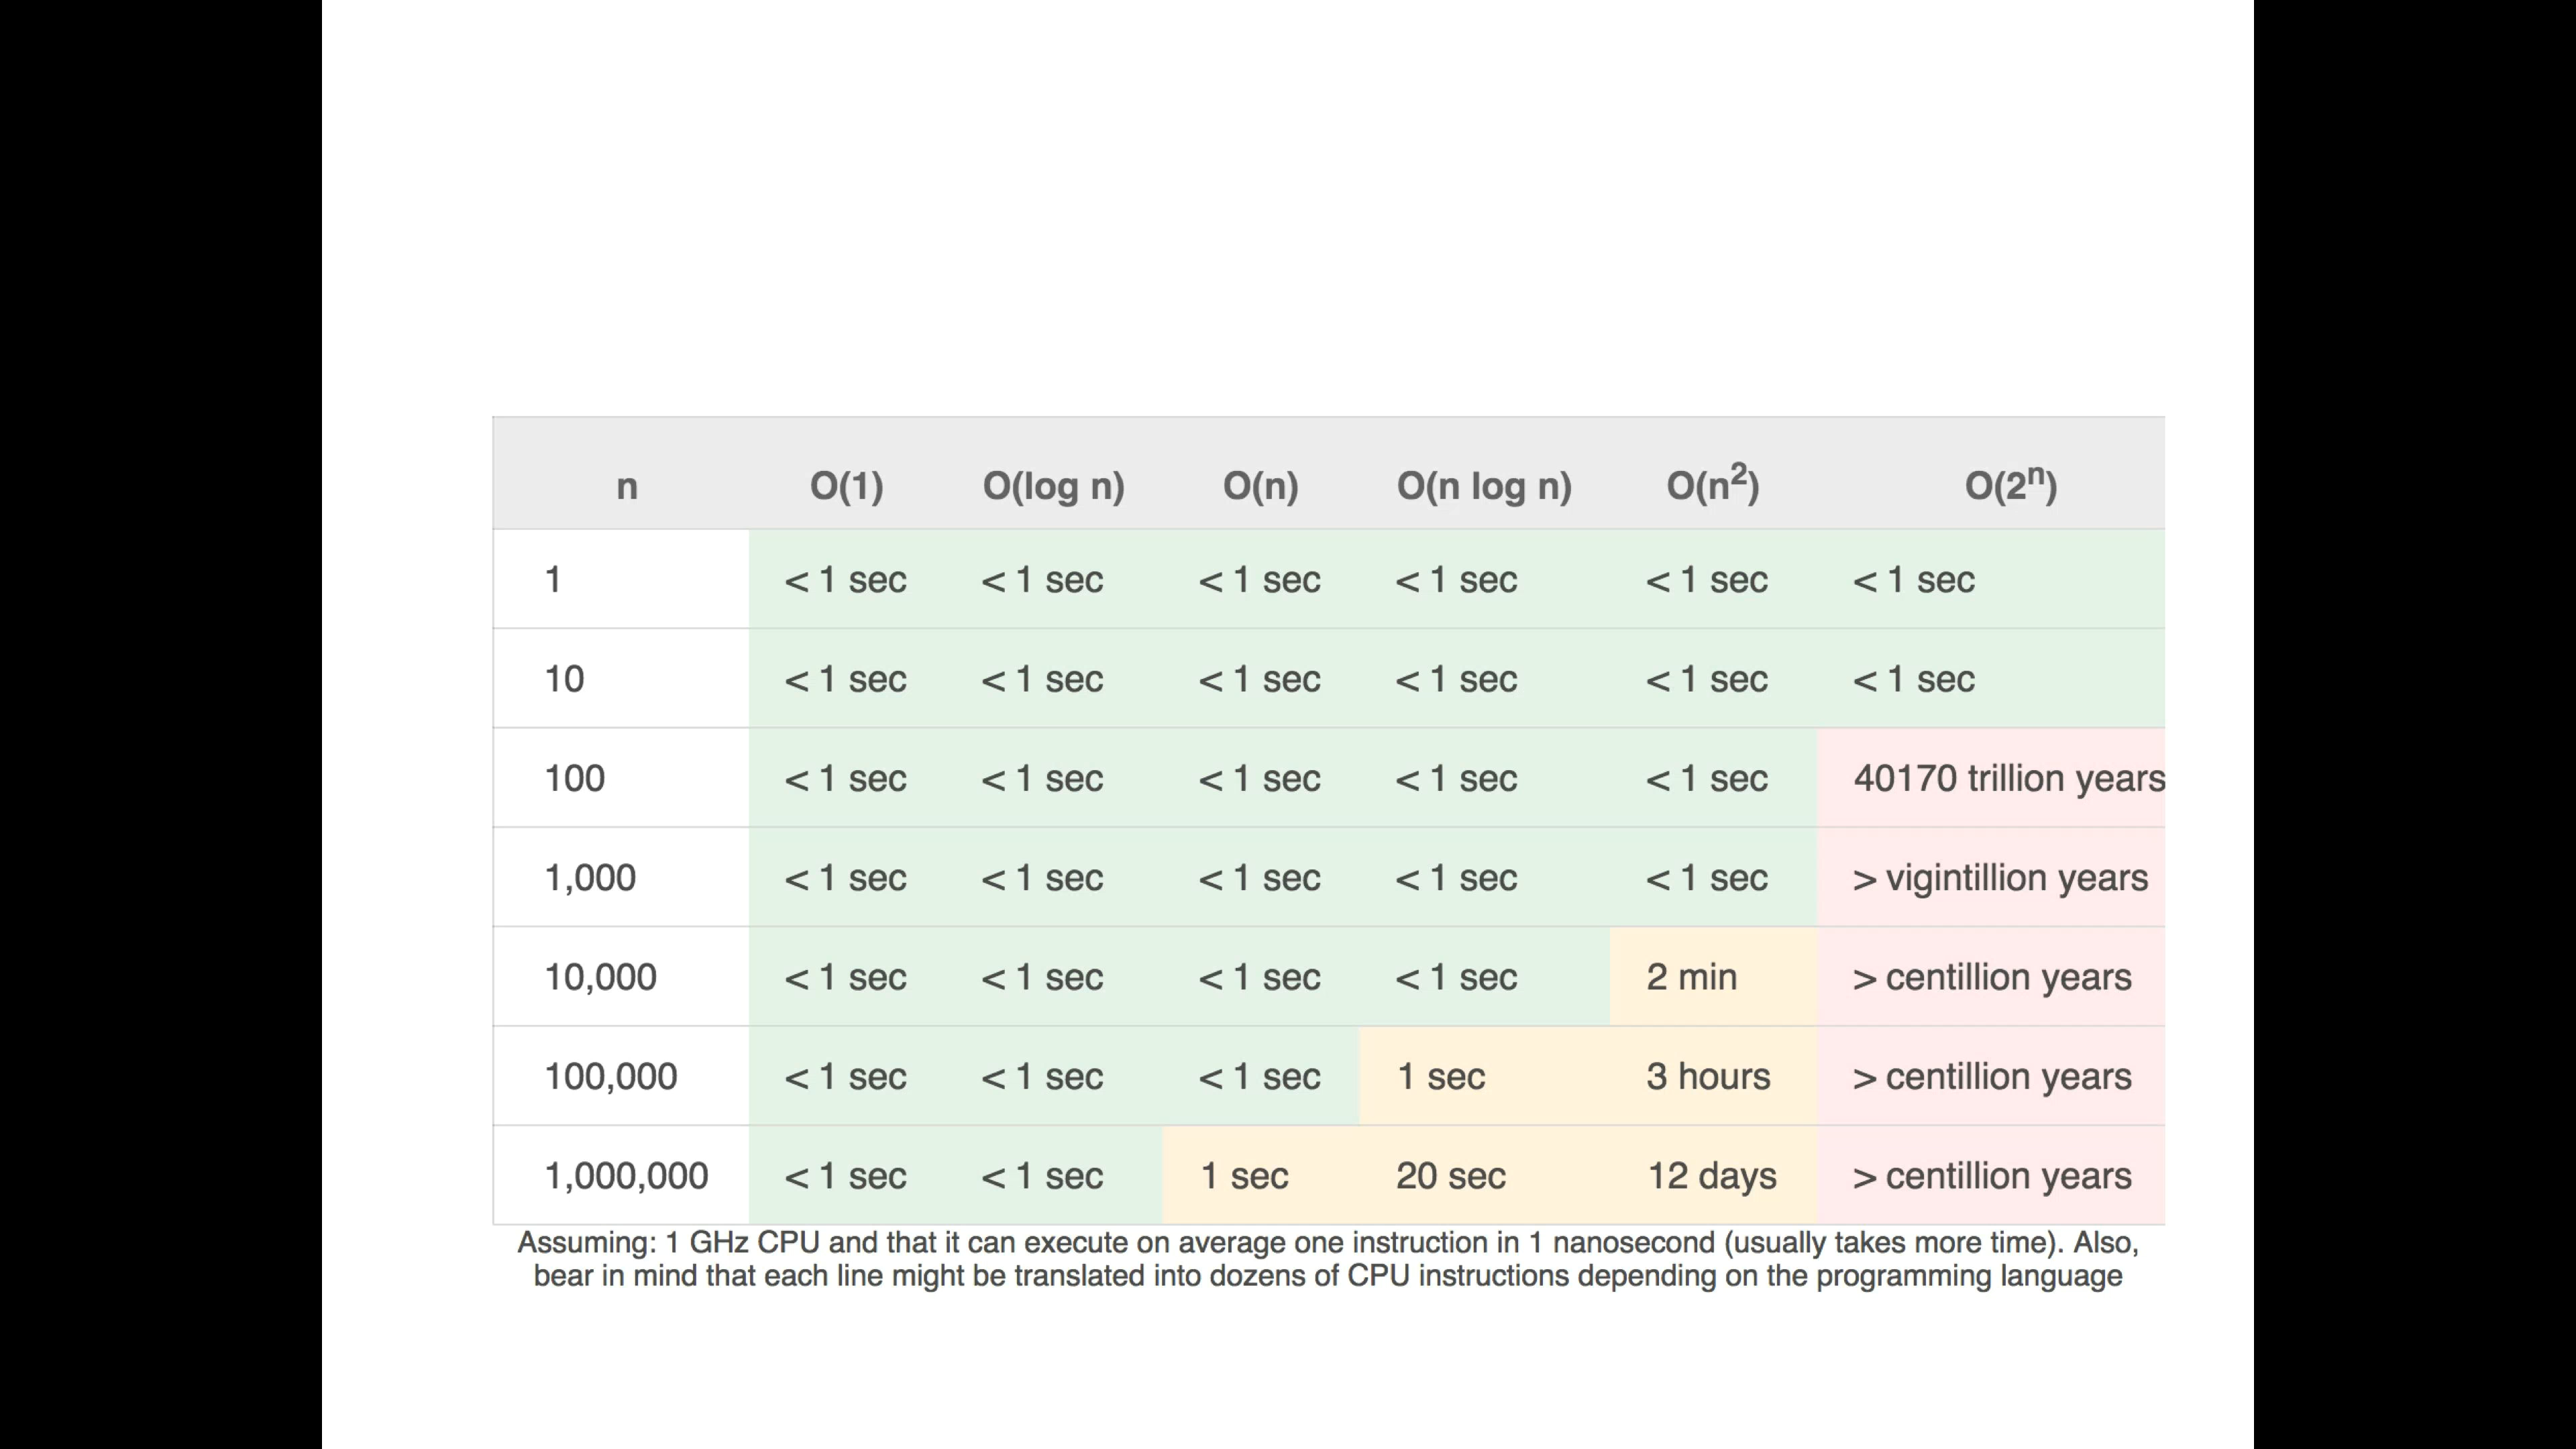 n O(1) O(log n) O(n) O(n log n) O(n²) O(2ⁿ)
1 < 1 sec < 1 sec < 1 sec < 1 sec < 1 sec < 1 sec
10 < 1 sec < 1 sec < 1 sec < 1 sec < 1 sec < 1 sec
100 < 1 sec < 1 sec < 1 sec < 1 sec < 1 sec 40170 trillion years
1,000 < 1 sec < 1 sec < 1 sec < 1 sec < 1 sec > vigintillion years
10,000 < 1 sec < 1 sec < 1 sec < 1 sec 2 min > centillion years
100,000 < 1 sec < 1 sec < 1 sec 1 sec 3 hours > centillion years
1,000,000 < 1 sec < 1 sec 1 sec 20 sec 12 days > centillion years
Assuming: 1 GHz CPU and that it can execute on average one instruction in 1 nanosecond (usually takes more time). Also,
bear in mind that each line might be translated into dozens of CPU instructions depending on the programming language